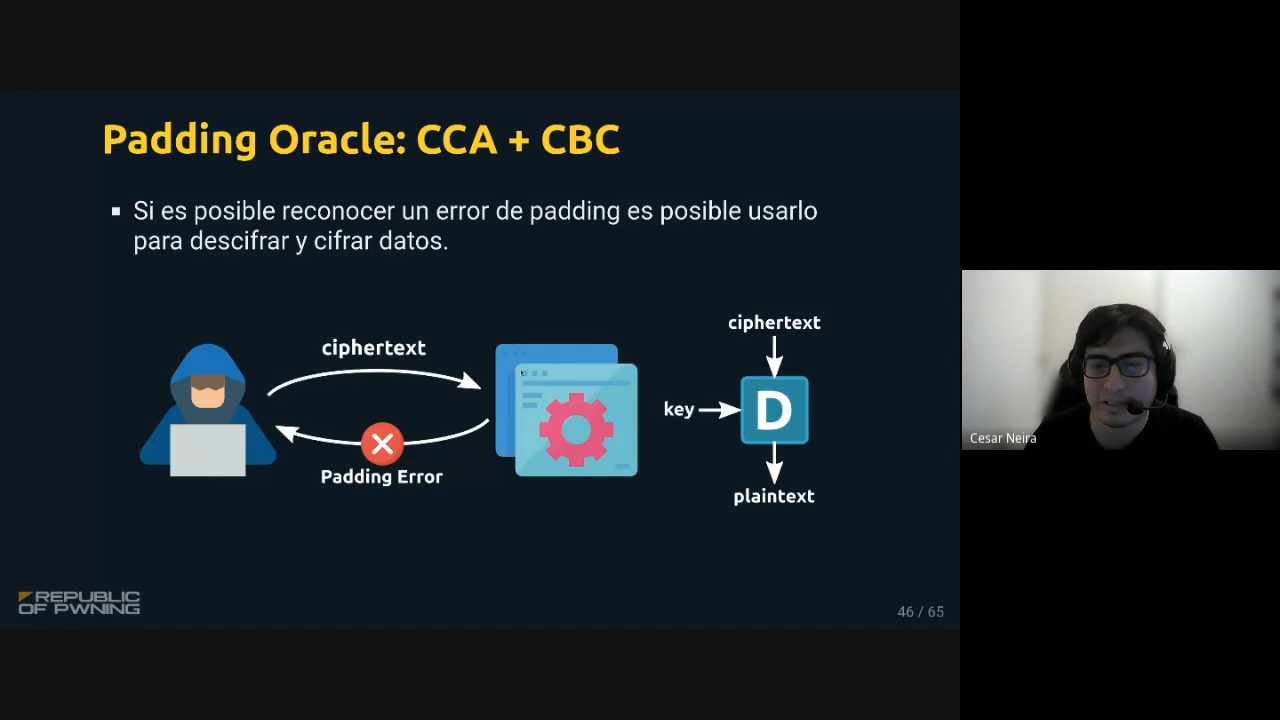 Padding Oracle: CCA + CBC
▪ Si es posible reconocer un error de padding es posible usarlo
para descifrar y cifrar datos.
ciphertext
Padding Error
ciphertext
key
D
plaintext
Cesar Neira
REPUBLIC
OF PWNING
46 / 65